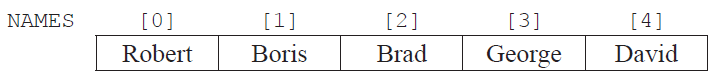 NAMES [0] [1] [2] [3] [4]
Robert Boris Brad George David